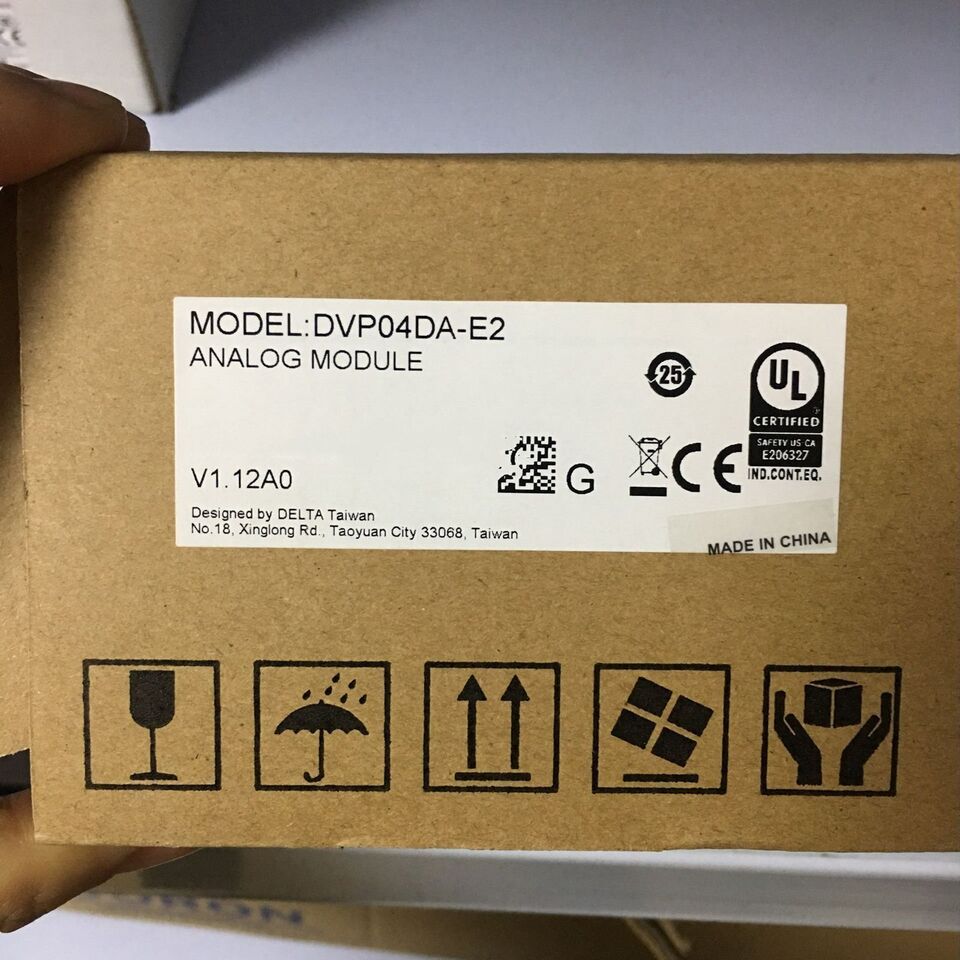 MODEL:DVP04DA-E2
ANALOG MODULE
25
UL
CERTIFIED
SAFETY US CA
E206327
IND.CONT.EQ.
V1.12A0
G
CE
Designed by DELTA Taiwan
No.18, Xinglong Rd., Taoyuan City 33068, Taiwan
MADE IN CHINA